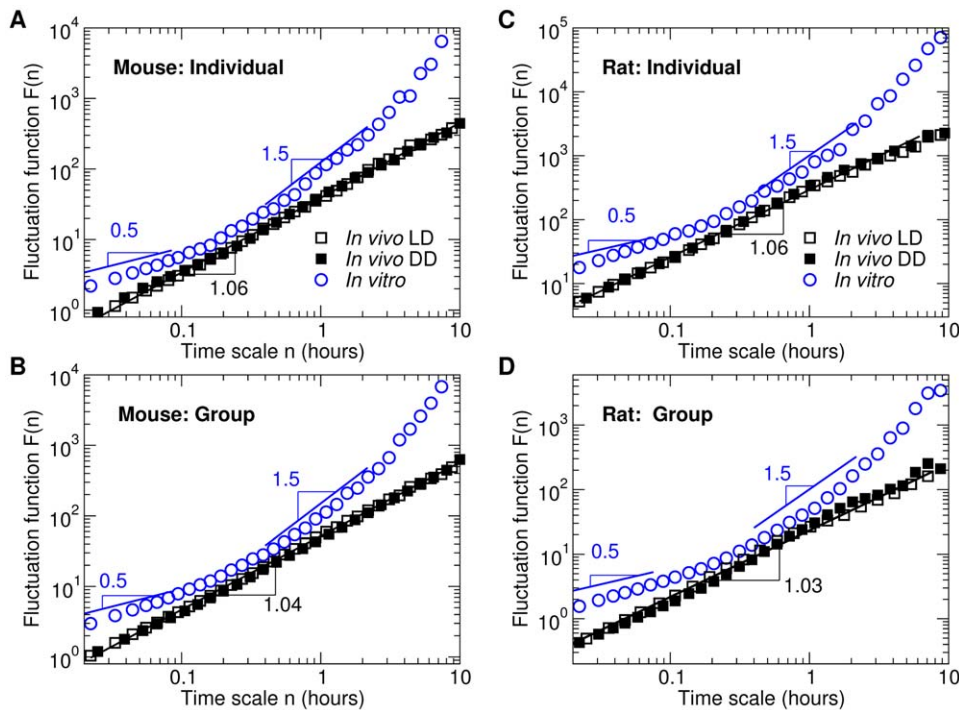 A
Mouse: Individual
Fluctuation function F(n)
10^4
10^3
10^2
10^1
10^0
1.5
0.5
1.06
In vivo LD
In vivo DD
In vitro
0.1
1
10
Time scale n (hours)
C
Rat: Individual
Fluctuation function F(n)
10^5
10^4
10^3
10^2
10^1
1.5
0.5
1.06
In vivo LD
In vivo DD
In vitro
0.1
1
10
Time scale n (hours)
B
Mouse: Group
Fluctuation function F(n)
10^4
10^3
10^2
10^1
10^0
1.5
0.5
1.04
0.1
1
10
Time scale n (hours)
D
Rat: Group
Fluctuation function F(n)
10^3
10^2
10^1
10^0
1.5
0.5
1.03
0.1
1
10
Time scale (hours)